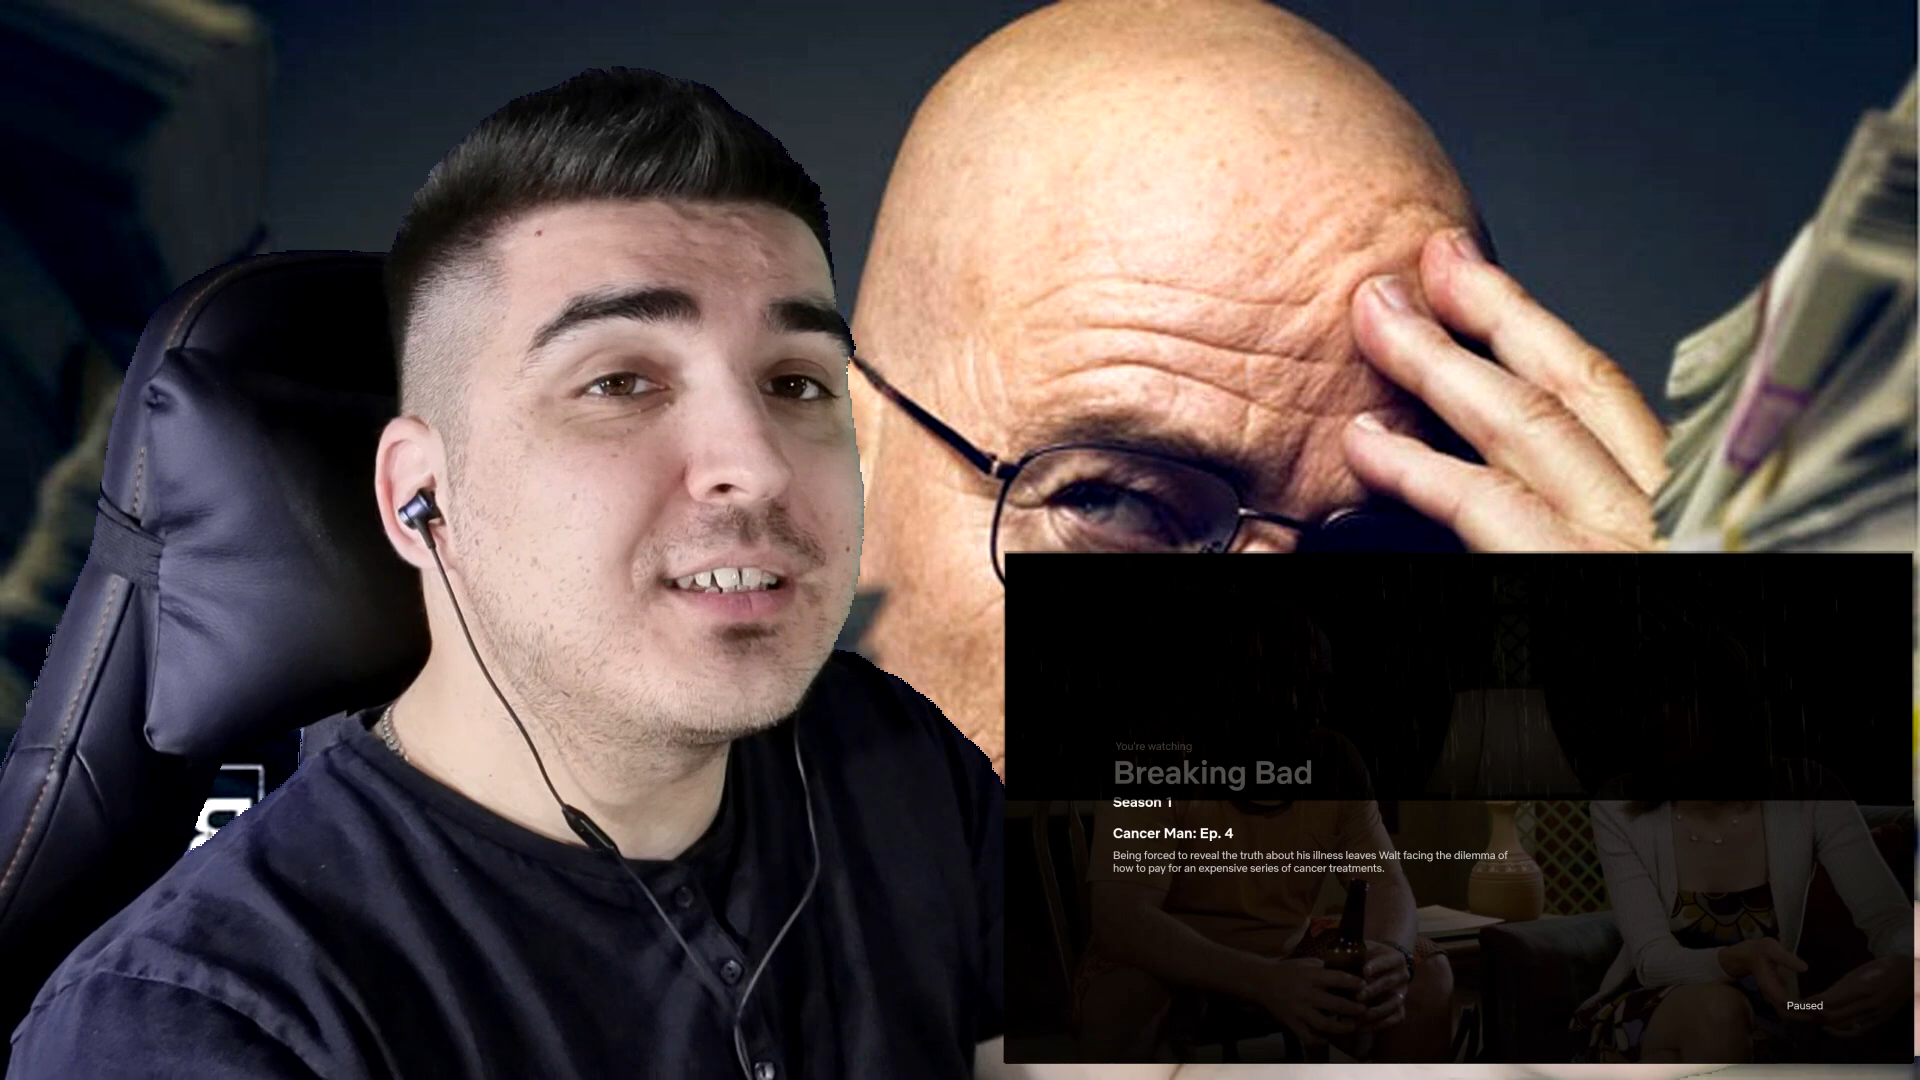 You're watching
Breaking Bad
Season 1
Cancer Man: Ep. 4
Being forced to reveal the truth about his illness leaves Walt facing the dilemma of
how to pay for an expensive series of cancer treatments.
Paused